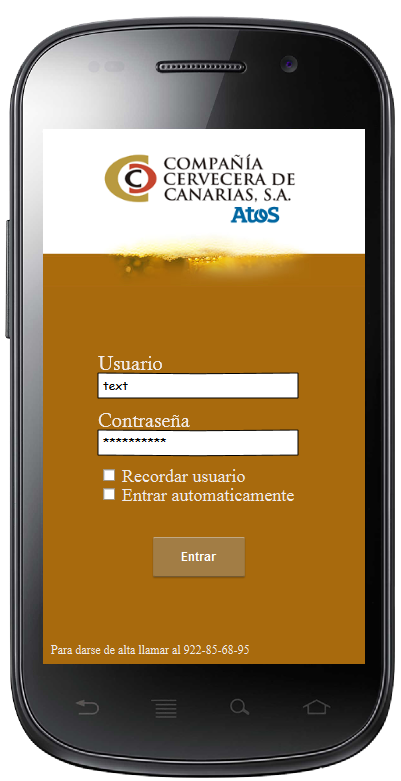 COMPAÑÍA
CERVECERA DE
CANARIAS, S.A.
Atos
Usuario
text
Contraseña
**********
Recordar usuario
Entrar automaticamente
Entrar
Para darse de alta llamar al 922-85-68-95